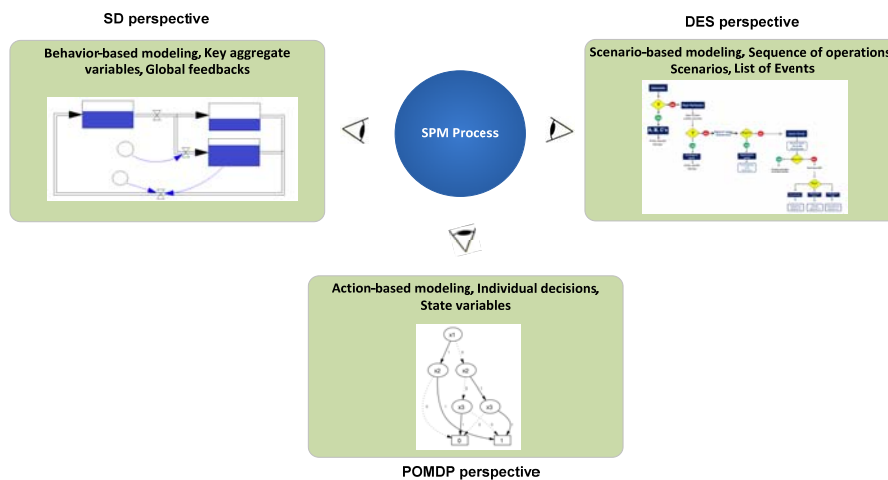 SD perspective
DES perspective
Behavior-based modeling, Key aggregate
variables, Global feedbacks
Scenario-based modeling, Sequence of operations
Scenarios, List of Events
SPM Process
A, B, C's
Action-based modeling, Individual decisions,
State variables
x1
x2
x2
x3
x3
0
1
POMDP perspective